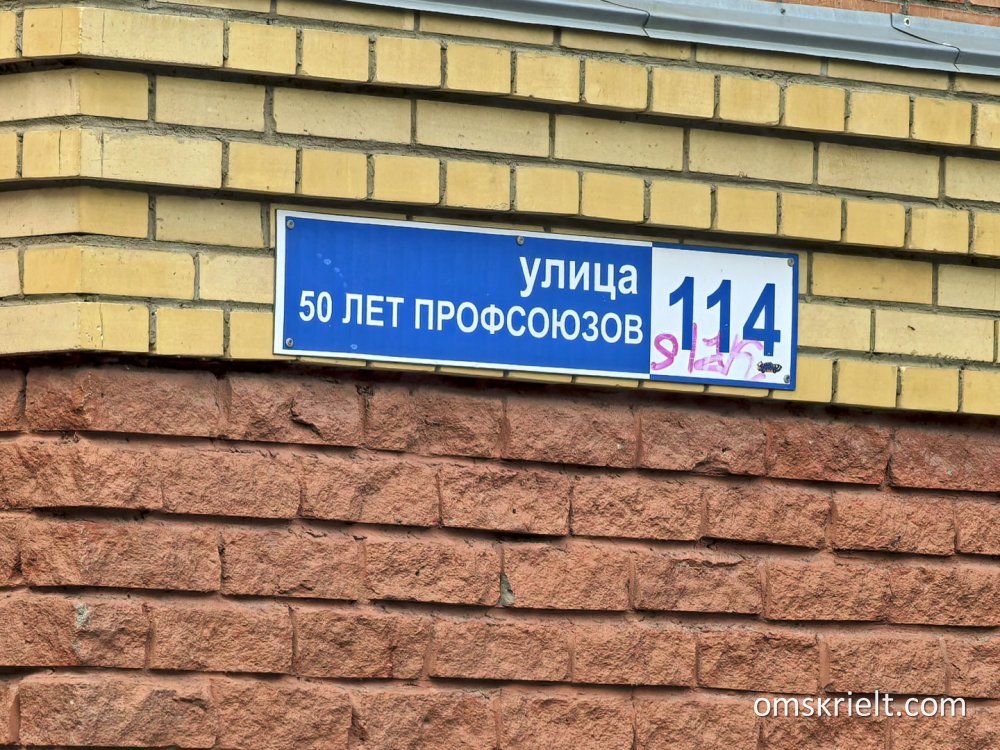 улица
50 ЛЕТ ПРОФСОЮЗОВ
114
omskrielt.com